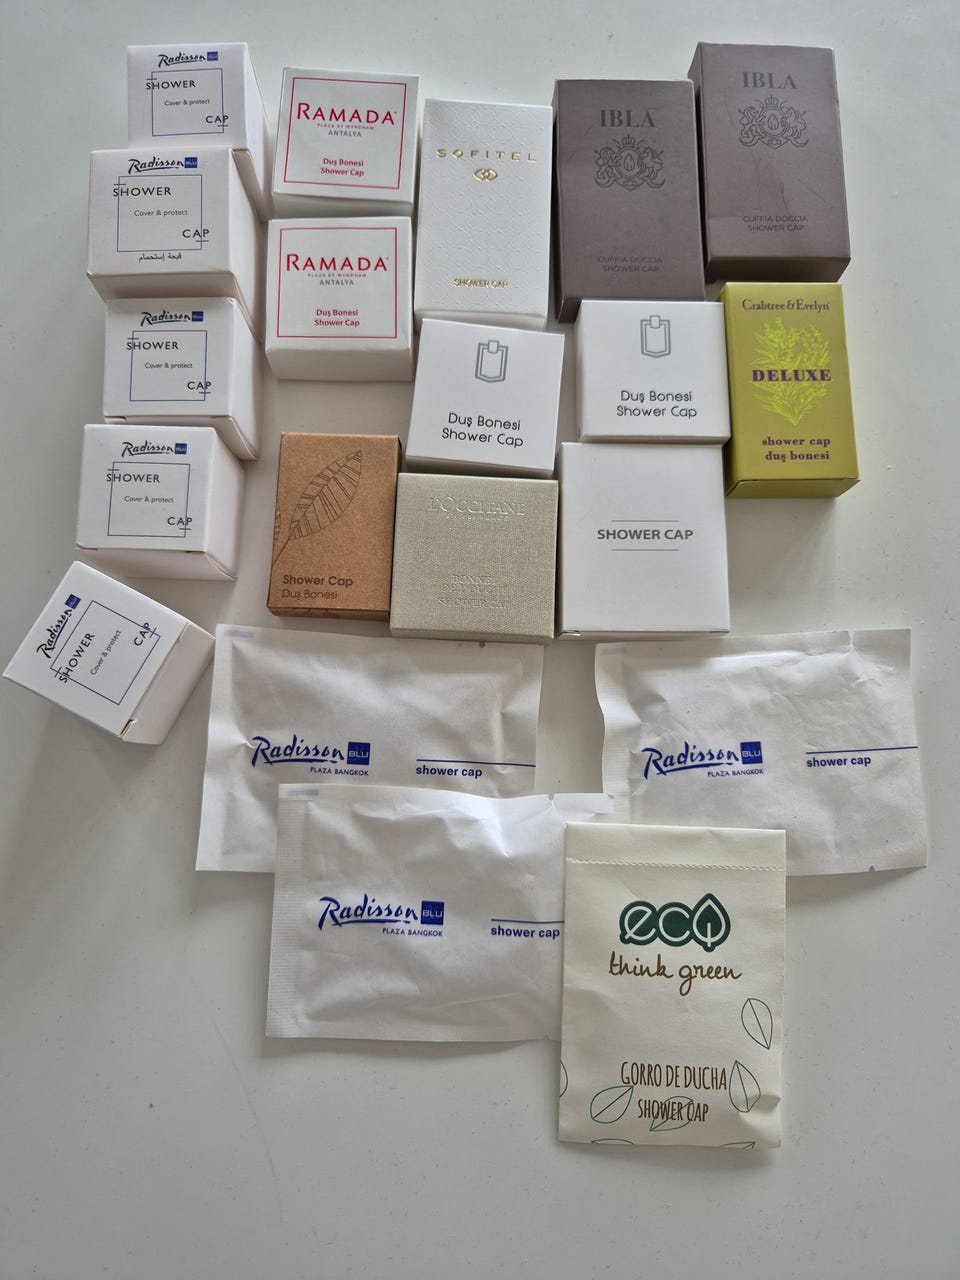 Radisson BLU
SHOWER
Cover & protect
CAP
Radisson BLU
SHOWER
Cover & protect
CAP
قبعة إستحمام
Radisson BLU
SHOWER
Cover & protect
CAP
Radisson BLU
SHOWER
Cover & protect
CAP
Radisson BLU
SHOWER
Cover & protect
CAP
RAMADA
PLAZA BY WYNDHAM
ANTALYA
Duş Bonesi
Shower Cap
RAMADA
PLAZA BY WYNDHAM
ANTALYA
Duş Bonesi
Shower Cap
SOFITEL
SHOWER CAP
IBLA
CUFFIA DOCCIA
SHOWER CAP
IBLA
CUFFIA DOCCIA
SHOWER CAP
Duş Bonesi
Shower Cap
Duş Bonesi
Shower Cap
Crabtree & Evelyn
DELUXE
shower cap
duş bonesi
Shower Cap
Duş Bonesi
L'OCCITANE
EN PROVENCE
BONNET
DE DOUCHE
SHOWER CAP
SHOWER CAP
Radisson BLU
PLAZA BANGKOK
shower cap
Radisson BLU
PLAZA BANGKOK
shower cap
Radisson BLU
PLAZA BANGKOK
shower cap
eco
think green
GORRO DE DUCHA
SHOWER CAP